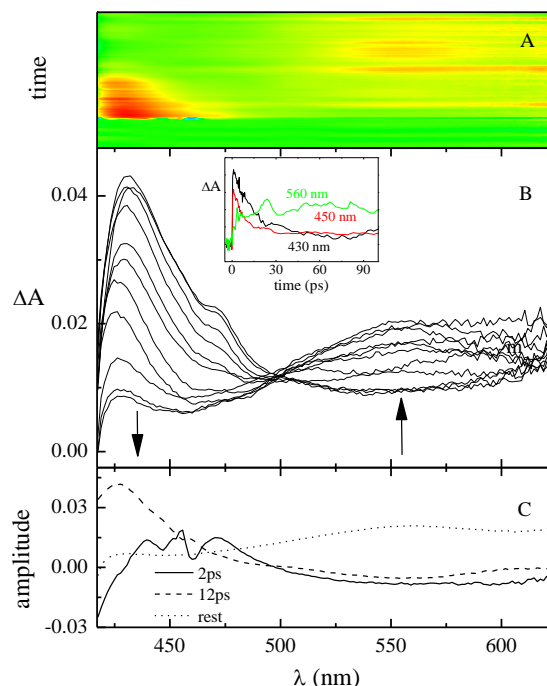 A
time
B
0.04
0.02
0.00
ΔA
ΔA
560 nm
450 nm
430 nm
0 30 60 90
time (ps)
C
0.03
0.00
-0.03
amplitude
2ps
12ps
rest
450 500 550 600
λ (nm)